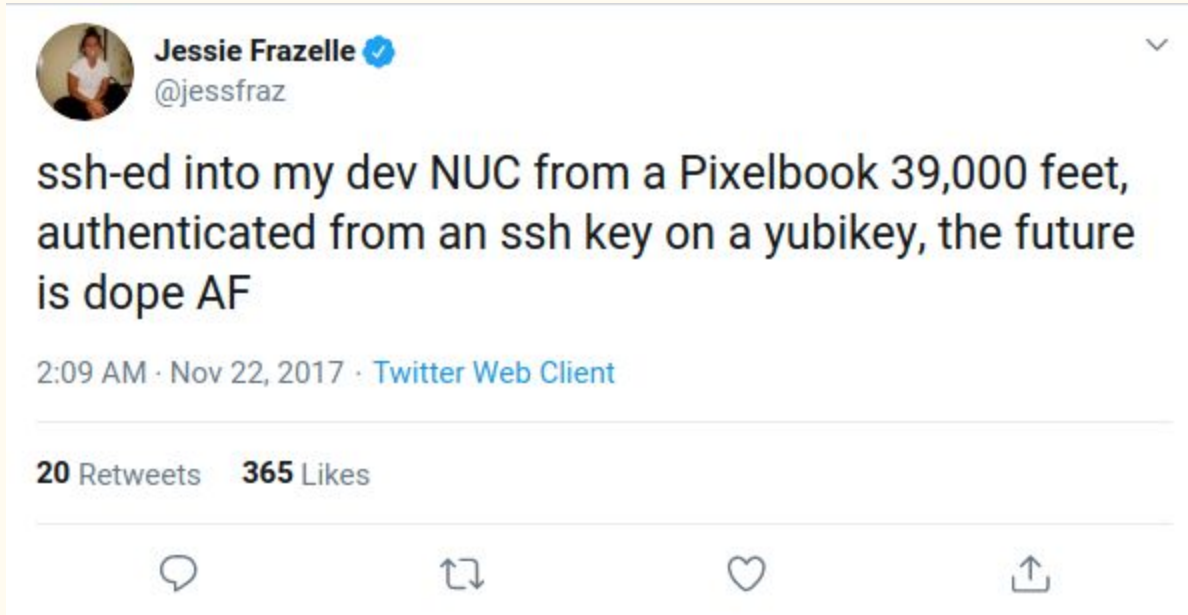 Jessie Frazelle
@jessfraz
ssh-ed into my dev NUC from a Pixelbook 39,000 feet,
authenticated from an ssh key on a yubikey, the future
is dope AF
2:09 AM · Nov 22, 2017 · Twitter Web Client
20 Retweets 365 Likes